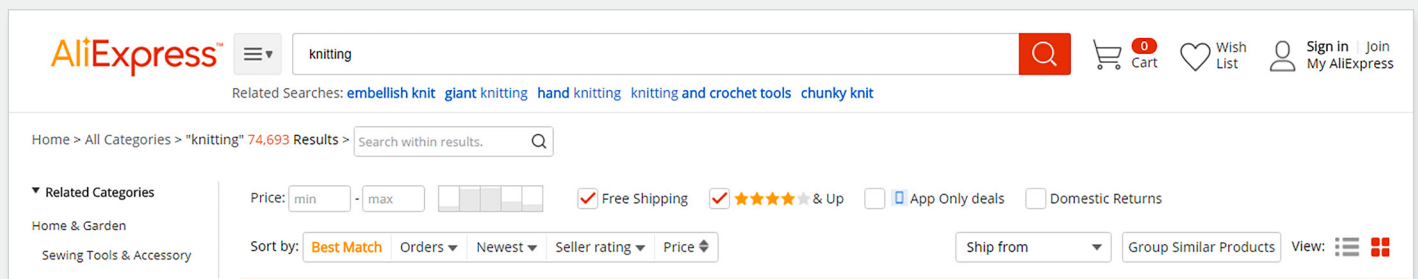 AliExpress™
knitting
0
Cart
Wish
List
Sign in | Join
My AliExpress
Related Searches: embellish knit giant knitting hand knitting knitting and crochet tools chunky knit
Home > All Categories > "knitting" 74,693 Results > Search within results.
Related Categories
Home & Garden
Sewing Tools & Accessory
Price: min - max Free Shipping & Up App Only deals Domestic Returns
Sort by: Best Match Orders Newest Seller rating Price Ship from Group Similar Products View: